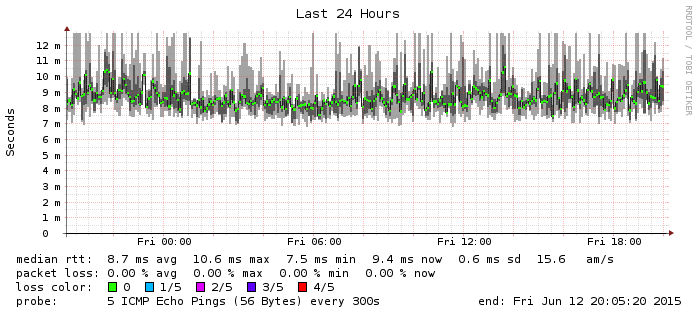 Last 24 Hours
RRDTOOL / TOBI OETIKER
Seconds
12 m
11 m
10 m
9 m
8 m
7 m
6 m
5 m
4 m
3 m
2 m
1 m
0
Fri 00:00 Fri 06:00 Fri 12:00 Fri 18:00
median rtt: 8.7 ms avg 10.6 ms max 7.5 ms min 9.4 ms now 0.6 ms sd 15.6 am/s
packet loss: 0.00 % avg 0.00 % max 0.00 % min 0.00 % now
loss color: 0 1/5 2/5 3/5 4/5
probe: 5 ICMP Echo Pings (56 Bytes) every 300s end: Fri Jun 12 20:05:20 2015